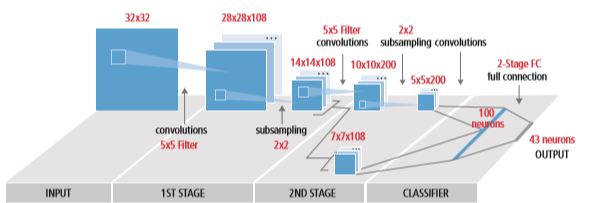 32x32
28x28x108
5x5 Filter
convolutions
2x2
subsampling convolutions
14x14x108
10x10x200
5x5x200
2-Stage FC
full connection
convolutions
5x5 Filter
subsampling
2x2
7x7x108
100
neurons
43 neurons
OUTPUT
INPUT
1ST STAGE
2ND STAGE
CLASSIFIER